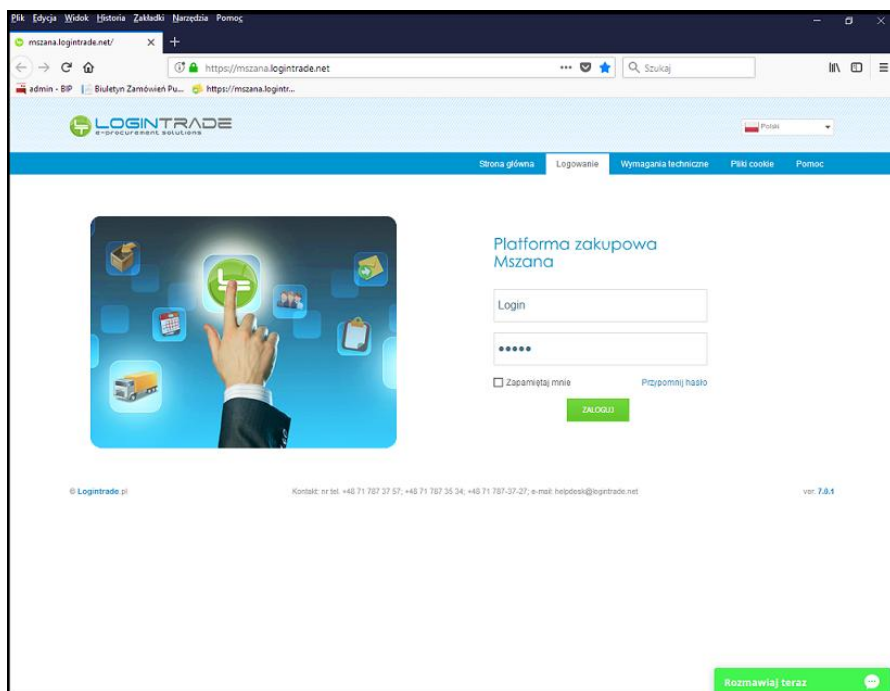 Plik Edycja Widok Historia Zakładki Narzędzia Pomoc
mszana.logintrade.net/
https://mszana.logintrade.net
Szukaj
admin - BIP Biuletyn Zamówień Pu... https://mszana.logintr...
LOGINTRADE
e-procurement solutions
Polski
Strona główna Logowanie Wymagania techniczne Pliki cookie Pomoc
Platforma zakupowa
Mszana
Login
Zapamiętaj mnie Przypomnij hasło
ZALOGUJ
© Logintrade.pl Kontakt: nr tel. +48 71 787 37 57; +48 71 787 35 34; +48 71 787-37-27; e-mail: helpdesk@logintrade.net ver. 7.0.1
Rozmawiaj teraz